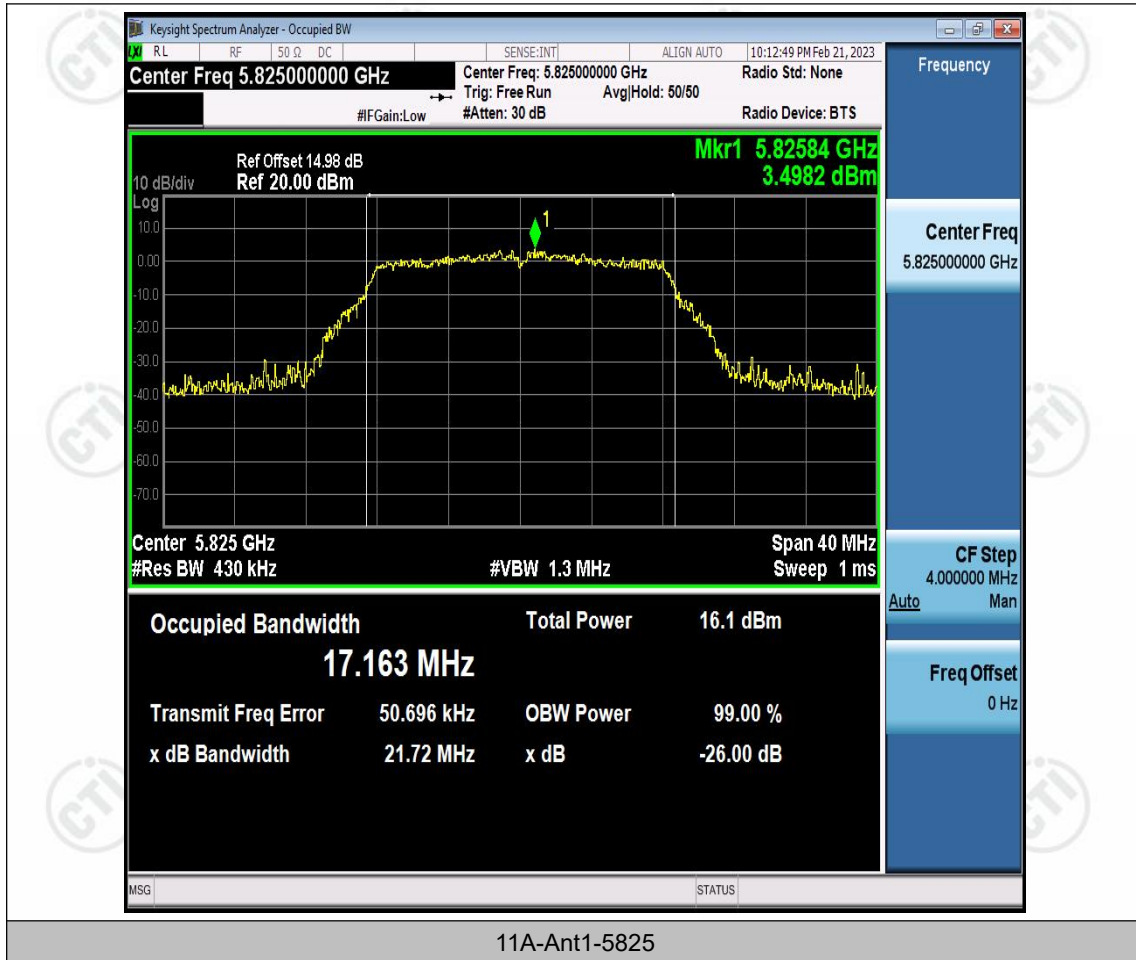 Keysight Spectrum Analyzer - Occupied BW
LXI RL RF 50 Ω DC SENSE:INT ALIGN AUTO 10:12:49 PM Feb 21, 2023
Center Freq 5.825000000 GHz
Center Freq: 5.825000000 GHz
Radio Std: None
Trig: Free Run Avg|Hold: 50/50
#IFGain:Low
#Atten: 30 dB
Radio Device: BTS
Frequency
Mkr1 5.82584 GHz
3.4982 dBm
Ref Offset 14.98 dB
10 dB/div Ref 20.00 dBm
Log
1
10.0
0.00
-10.0
-20.0
-30.0
-40.0
-50.0
-60.0
-70.0
Center 5.825 GHz Span 40 MHz
#Res BW 430 kHz #VBW 1.3 MHz Sweep 1 ms
Center Freq
5.825000000 GHz
CF Step
4.000000 MHz
Auto Man
Freq Offset
0 Hz
Occupied Bandwidth Total Power 16.1 dBm
17.163 MHz
Transmit Freq Error 50.696 kHz OBW Power 99.00 %
x dB Bandwidth 21.72 MHz x dB -26.00 dB
MSG STATUS
11A-Ant1-5825
CTI
CTI
CTI
CTI
CTI
CTI